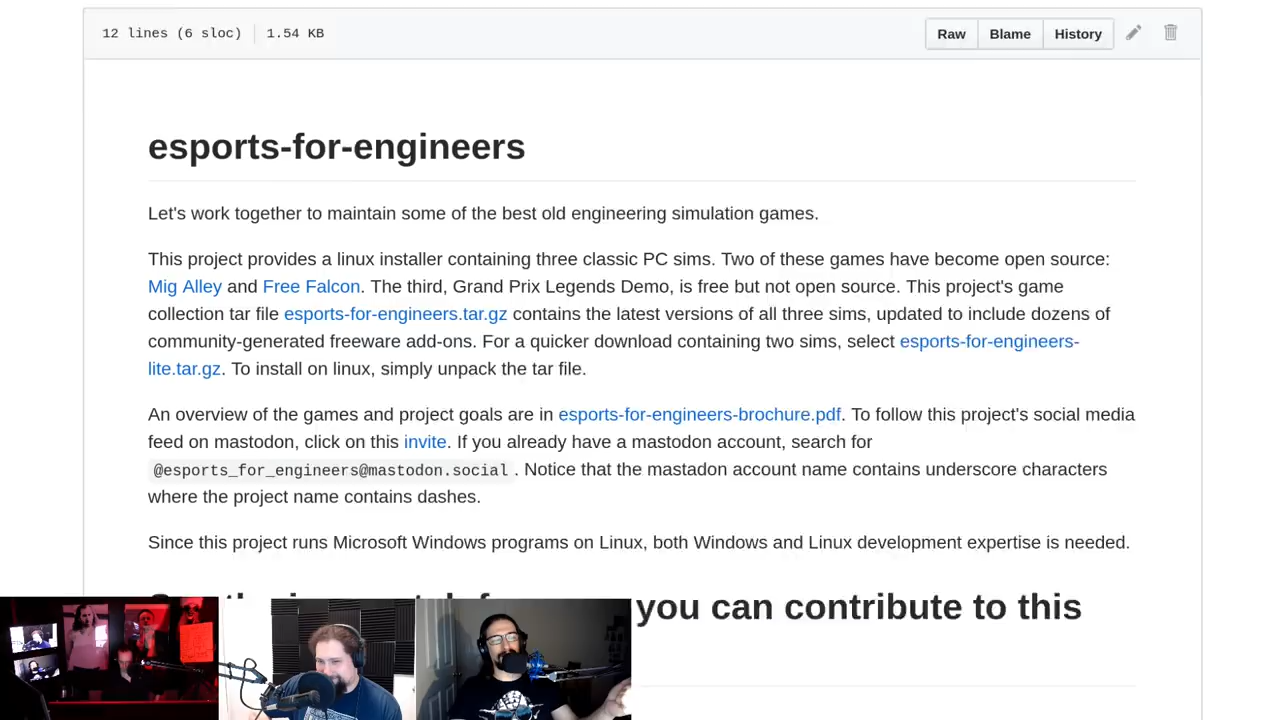 12 lines (6 sloc) 1.54 KB
Raw Blame History
esports-for-engineers
Let's work together to maintain some of the best old engineering simulation games.
This project provides a linux installer containing three classic PC sims. Two of these games have become open source:
Mig Alley and Free Falcon. The third, Grand Prix Legends Demo, is free but not open source. This project's game
collection tar file esports-for-engineers.tar.gz contains the latest versions of all three sims, updated to include dozens of
community-generated freeware add-ons. For a quicker download containing two sims, select esports-for-engineers-
lite.tar.gz. To install on linux, simply unpack the tar file.
An overview of the games and project goals are in esports-for-engineers-brochure.pdf. To follow this project's social media
feed on mastodon, click on this invite. If you already have a mastodon account, search for
@esports_for_engineers@mastodon.social. Notice that the mastadon account name contains underscore characters
where the project name contains dashes.
Since this project runs Microsoft Windows programs on Linux, both Windows and Linux development expertise is needed.
you can contribute to this